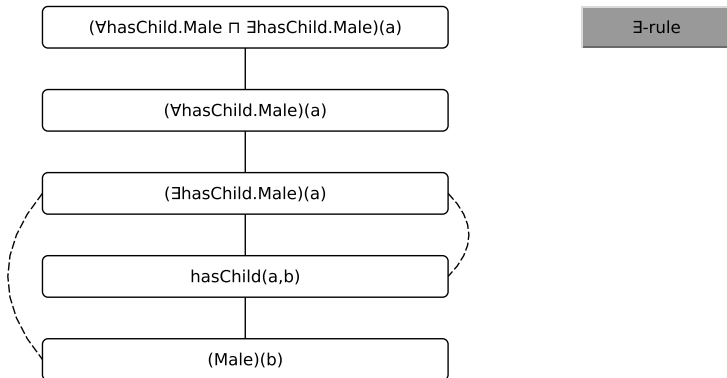 (∀hasChild.Male ⊓ ∃hasChild.Male)(a)
∃-rule
(∀hasChild.Male)(a)
(∃hasChild.Male)(a)
hasChild(a,b)
(Male)(b)